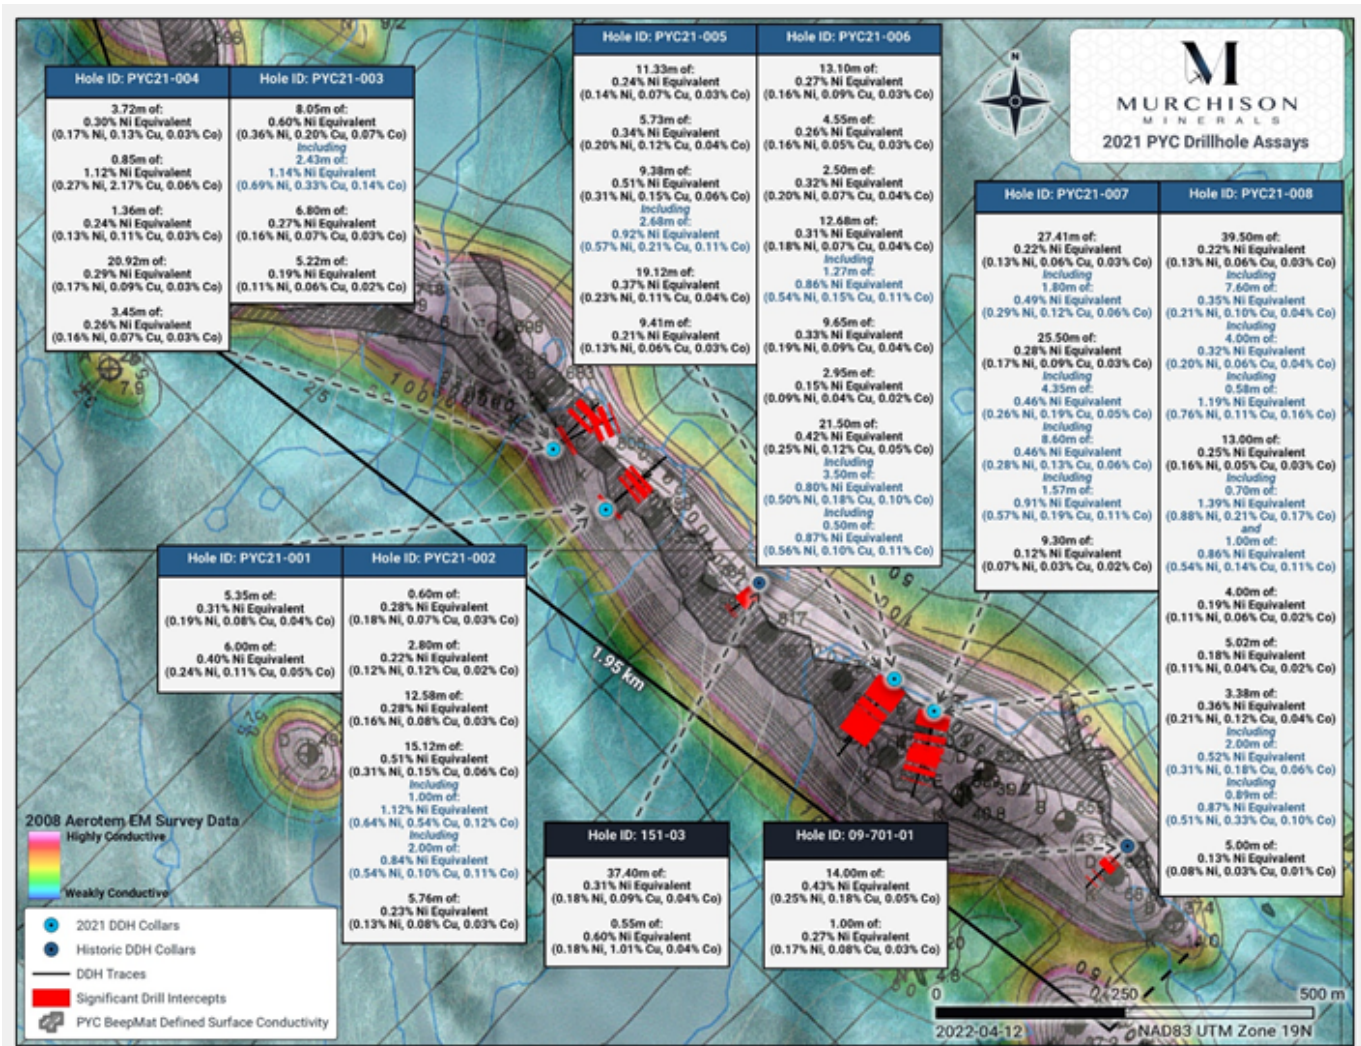 Hole ID: PYC21-004
3.72m of:
0.30% Ni Equivalent
(0.17% Ni, 0.13% Cu, 0.03% Co)
0.85m of:
1.12% Ni Equivalent
(0.27% Ni, 2.17% Cu, 0.06% Co)
1.36m of:
0.24% Ni Equivalent
(0.13% Ni, 0.11% Cu, 0.03% Co)
20.92m of:
0.29% Ni Equivalent
(0.17% Ni, 0.09% Cu, 0.03% Co)
3.45m of:
0.26% Ni Equivalent
(0.16% Ni, 0.07% Cu, 0.03% Co)
Hole ID: PYC21-003
8.05m of:
0.60% Ni Equivalent
(0.36% Ni, 0.20% Cu, 0.07% Co)
Including
2.43m of:
1.14% Ni Equivalent
(0.69% Ni, 0.33% Cu, 0.14% Co)
6.80m of:
0.27% Ni Equivalent
(0.16% Ni, 0.07% Cu, 0.03% Co)
5.22m of:
0.19% Ni Equivalent
(0.11% Ni, 0.06% Cu, 0.02% Co)
Hole ID: PYC21-005
11.33m of:
0.24% Ni Equivalent
(0.14% Ni, 0.07% Cu, 0.03% Co)
5.73m of:
0.34% Ni Equivalent
(0.20% Ni, 0.12% Cu, 0.04% Co)
9.38m of:
0.51% Ni Equivalent
(0.31% Ni, 0.15% Cu, 0.06% Co)
Including
2.68m of:
0.92% Ni Equivalent
(0.57% Ni, 0.21% Cu, 0.11% Co)
19.12m of:
0.37% Ni Equivalent
(0.23% Ni, 0.11% Cu, 0.04% Co)
9.41m of:
0.21% Ni Equivalent
(0.13% Ni, 0.06% Cu, 0.03% Co)
Hole ID: PYC21-006
13.10m of:
0.27% Ni Equivalent
(0.16% Ni, 0.09% Cu, 0.03% Co)
4.55m of:
0.26% Ni Equivalent
(0.16% Ni, 0.05% Cu, 0.03% Co)
2.50m of:
0.32% Ni Equivalent
(0.20% Ni, 0.07% Cu, 0.04% Co)
12.68m of:
0.31% Ni Equivalent
(0.18% Ni, 0.07% Cu, 0.04% Co)
Including
1.27m of:
0.86% Ni Equivalent
(0.54% Ni, 0.15% Cu, 0.11% Co)
9.65m of:
0.33% Ni Equivalent
(0.19% Ni, 0.09% Cu, 0.04% Co)
2.95m of:
0.15% Ni Equivalent
(0.09% Ni, 0.04% Cu, 0.02% Co)
21.50m of:
0.42% Ni Equivalent
(0.25% Ni, 0.12% Cu, 0.05% Co)
Including
3.50m of:
0.80% Ni Equivalent
(0.50% Ni, 0.18% Cu, 0.10% Co)
Including
0.50m of:
0.87% Ni Equivalent
(0.56% Ni, 0.10% Cu, 0.11% Co)
N
M
MURCHISON
MINERALS
2021 PYC Drillhole Assays
Hole ID: PYC21-007
27.41m of:
0.22% Ni Equivalent
(0.13% Ni, 0.06% Cu, 0.03% Co)
Including
1.80m of:
0.49% Ni Equivalent
(0.29% Ni, 0.12% Cu, 0.06% Co)
25.50m of:
0.28% Ni Equivalent
(0.17% Ni, 0.09% Cu, 0.03% Co)
Including
4.35m of:
0.46% Ni Equivalent
(0.26% Ni, 0.19% Cu, 0.05% Co)
Including
8.60m of:
0.46% Ni Equivalent
(0.28% Ni, 0.13% Cu, 0.06% Co)
Including
1.57m of:
0.91% Ni Equivalent
(0.57% Ni, 0.19% Cu, 0.11% Co)
9.30m of:
0.12% Ni Equivalent
(0.07% Ni, 0.03% Cu, 0.02% Co)
Hole ID: PYC21-008
39.50m of:
0.22% Ni Equivalent
(0.13% Ni, 0.06% Cu, 0.03% Co)
Including
7.60m of:
0.35% Ni Equivalent
(0.21% Ni, 0.10% Cu, 0.04% Co)
Including
4.00m of:
0.32% Ni Equivalent
(0.20% Ni, 0.06% Cu, 0.04% Co)
Including
0.58m of:
1.19% Ni Equivalent
(0.76% Ni, 0.11% Cu, 0.16% Co)
13.00m of:
0.25% Ni Equivalent
(0.16% Ni, 0.05% Cu, 0.03% Co)
Including
0.70m of:
1.39% Ni Equivalent
(0.88% Ni, 0.21% Cu, 0.17% Co)
and
1.00m of:
0.86% Ni Equivalent
(0.54% Ni, 0.14% Cu, 0.11% Co)
4.00m of:
0.19% Ni Equivalent
(0.11% Ni, 0.06% Cu, 0.02% Co)
5.02m of:
0.18% Ni Equivalent
(0.11% Ni, 0.04% Cu, 0.02% Co)
3.38m of:
0.36% Ni Equivalent
(0.21% Ni, 0.12% Cu, 0.04% Co)
Including
2.00m of:
0.52% Ni Equivalent
(0.31% Ni, 0.18% Cu, 0.06% Co)
Including
0.89m of:
0.87% Ni Equivalent
(0.51% Ni, 0.33% Cu, 0.10% Co)
5.00m of:
0.13% Ni Equivalent
(0.08% Ni, 0.03% Cu, 0.01% Co)
Hole ID: PYC21-001
5.35m of:
0.31% Ni Equivalent
(0.19% Ni, 0.08% Cu, 0.04% Co)
6.00m of:
0.40% Ni Equivalent
(0.24% Ni, 0.11% Cu, 0.05% Co)
Hole ID: PYC21-002
0.60m of:
0.28% Ni Equivalent
(0.18% Ni, 0.07% Cu, 0.03% Co)
2.80m of:
0.22% Ni Equivalent
(0.12% Ni, 0.12% Cu, 0.02% Co)
12.58m of:
0.28% Ni Equivalent
(0.16% Ni, 0.08% Cu, 0.03% Co)
15.12m of:
0.51% Ni Equivalent
(0.31% Ni, 0.15% Cu, 0.06% Co)
Including
1.00m of:
1.12% Ni Equivalent
(0.64% Ni, 0.54% Cu, 0.12% Co)
Including
2.00m of:
0.84% Ni Equivalent
(0.54% Ni, 0.10% Cu, 0.11% Co)
5.76m of:
0.23% Ni Equivalent
(0.13% Ni, 0.08% Cu, 0.03% Co)
1.95 km
Hole ID: 151-03
37.40m of:
0.31% Ni Equivalent
(0.18% Ni, 0.09% Cu, 0.04% Co)
0.55m of:
0.60% Ni Equivalent
(0.18% Ni, 1.01% Cu, 0.04% Co)
Hole ID: 09-701-01
14.00m of:
0.43% Ni Equivalent
(0.25% Ni, 0.18% Cu, 0.05% Co)
1.00m of:
0.27% Ni Equivalent
(0.17% Ni, 0.08% Cu, 0.03% Co)
2008 Aerotem EM Survey Data
Highly Conductive
Weakly Conductive
2021 DDH Collars
Historic DDH Collars
DDH Traces
Significant Drill Intercepts
PYC BeepMat Defined Surface Conductivity
0 250 500 m
2022-04-12 NAD83 UTM Zone 19N